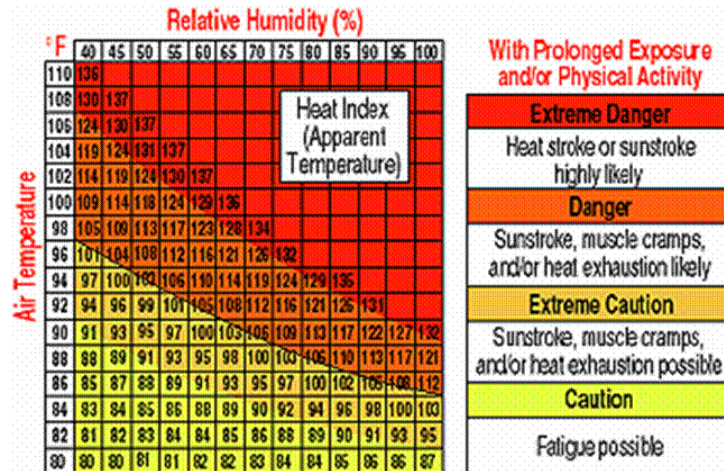 Relative Humidity (%)
°F 40 45 50 55 60 65 70 75 80 85 90 95 100
110 136
108 130 137
106 124 130 137
104 119 124 131 137
102 114 119 124 130 137
100 109 114 118 124 129 136
98 105 109 113 117 123 128 134
96 101 104 108 112 116 121 126 132
94 97 100 103 106 110 114 119 124 129 135
92 94 96 99 101 105 108 112 116 121 126 131
90 91 93 95 97 100 103 106 109 113 117 122 127 132
88 88 89 91 93 95 98 100 103 106 110 113 117 121
86 85 87 88 89 91 93 95 97 100 102 105 108 112
84 83 84 85 86 88 89 90 92 94 96 98 100 103
82 81 82 83 84 84 85 86 88 89 90 91 93 95
80 80 80 81 81 82 82 83 84 84 85 86 86 87
Air Temperature
Heat Index
(Apparent
Temperature)
With Prolonged Exposure
and/or Physical Activity
Extreme Danger
Heat stroke or sunstroke
highly likely
Danger
Sunstroke, muscle cramps,
and/or heat exhaustion likely
Extreme Caution
Sunstroke, muscle cramps,
and/or heat exhaustion possible
Caution
Fatigue possible